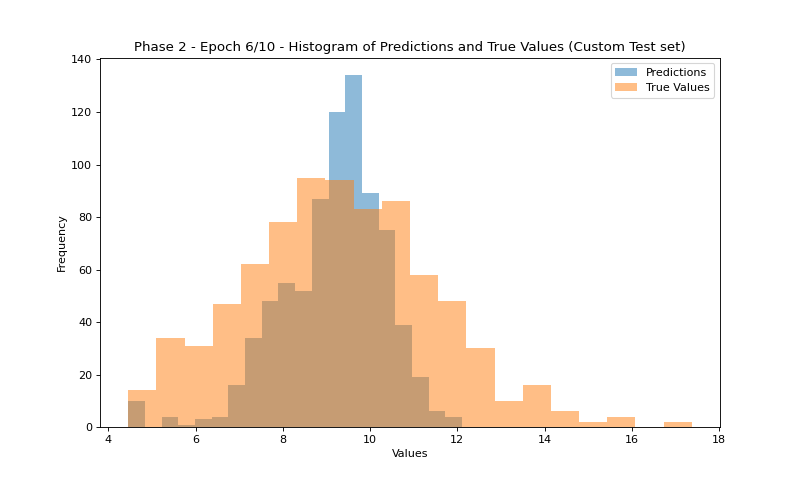 Phase 2 - Epoch 6/10 - Histogram of Predictions and True Values (Custom Test set)
Predictions
True Values
Frequency
140
120
100
80
60
40
20
0
4 6 8 10 12 14 16 18
Values